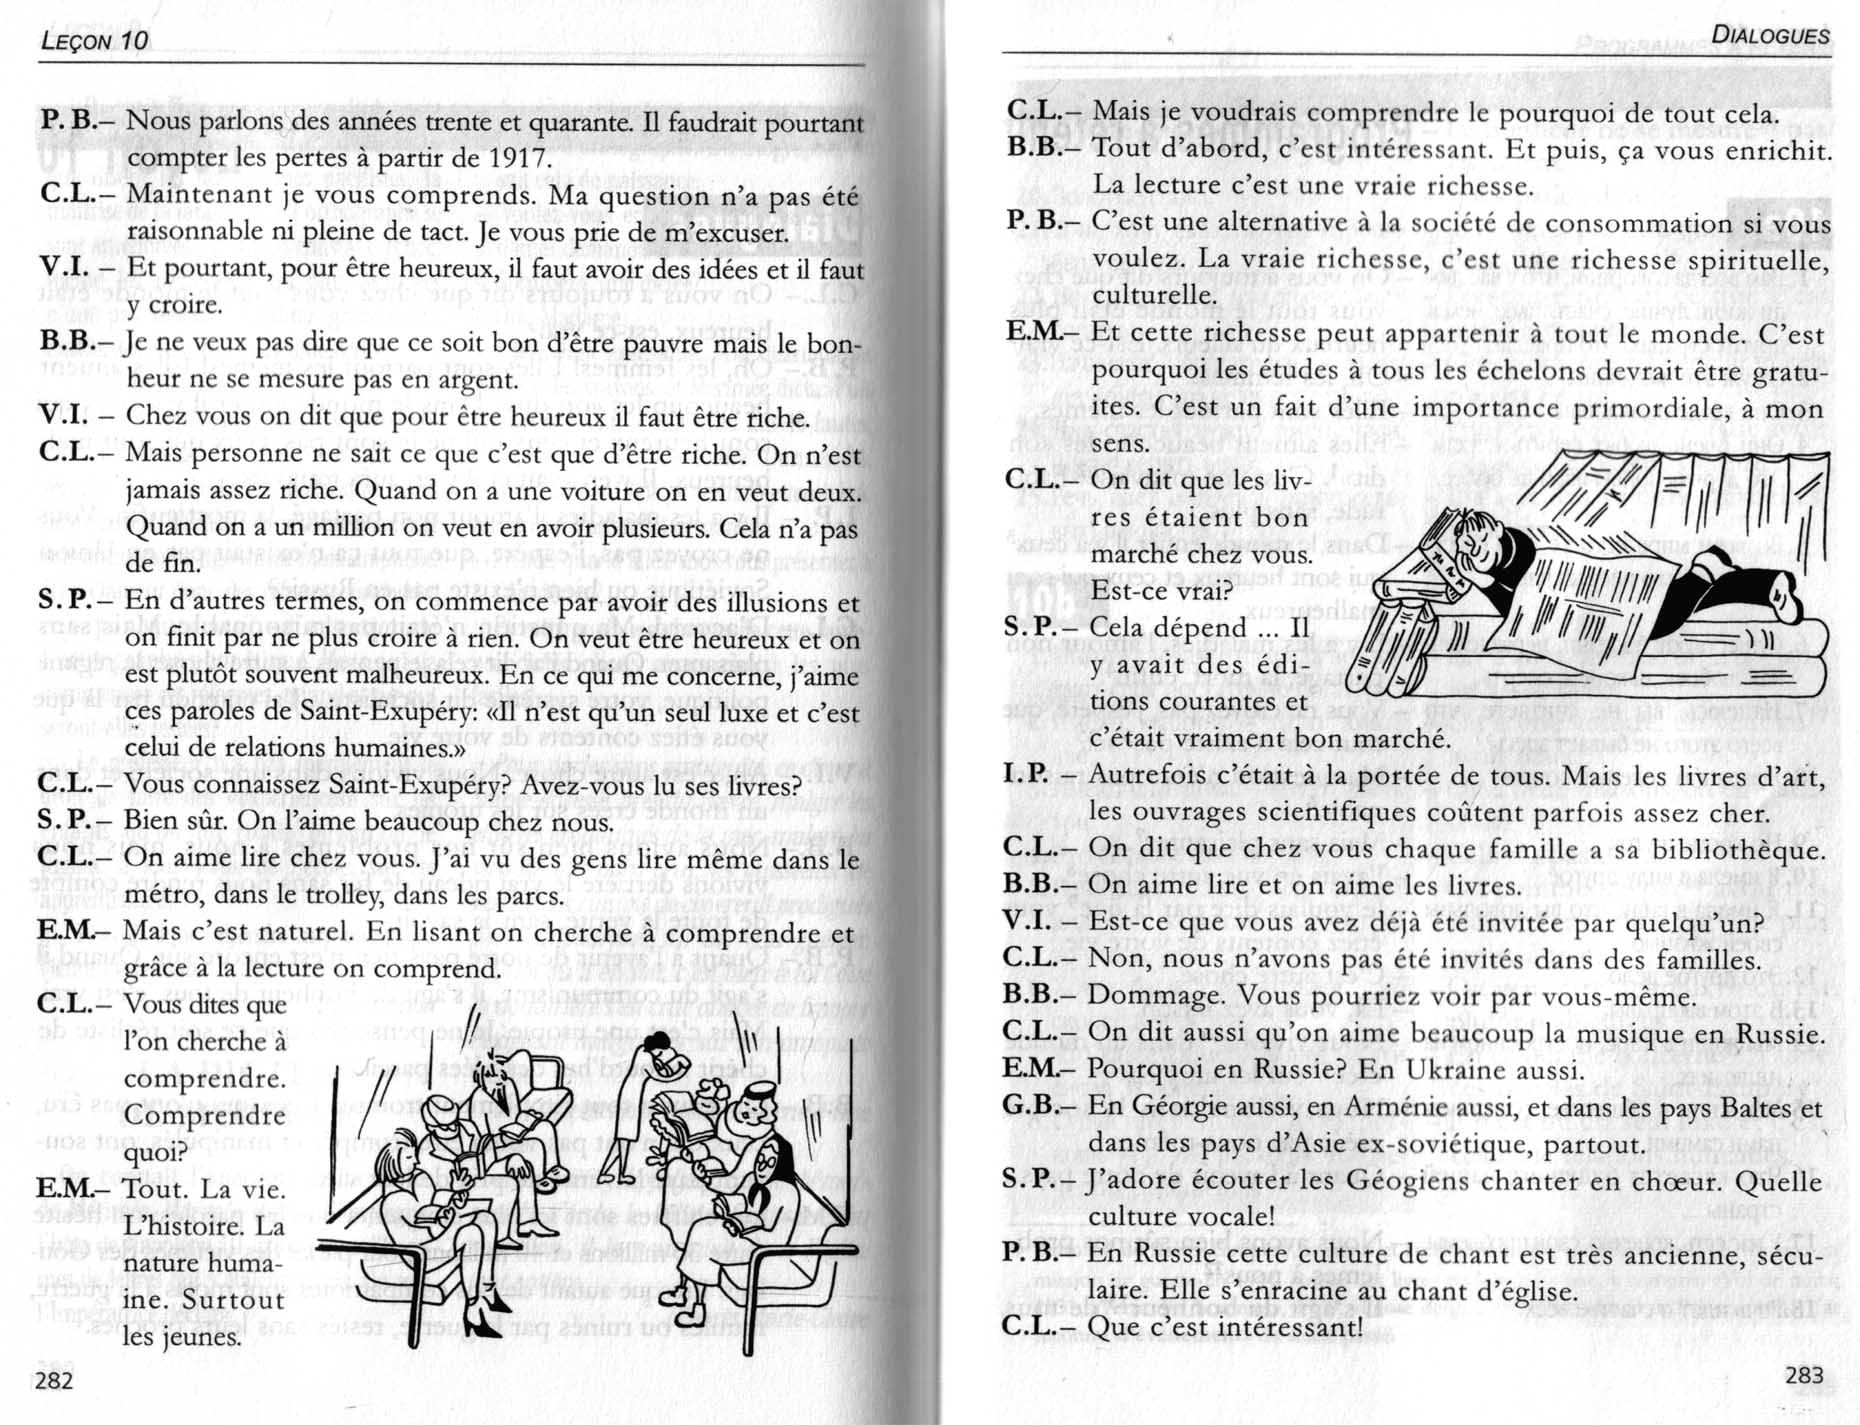 LEÇON 10
P. B.– Nous parlons des années trente et quarante. Il faudrait pourtant
compter les pertes à partir de 1917.
C.L.– Maintenant je vous comprends. Ma question n'a pas été
raisonnable ni pleine de tact. Je vous prie de m'excuser.
V.I. – Et pourtant, pour être heureux, il faut avoir des idées et il faut
y croire.
B.B.– Je ne veux pas dire que ce soit bon d'être pauvre mais le bon-
heur ne se mesure pas en argent.
V.I. – Chez vous on dit que pour être heureux il faut être riche.
C.L.– Mais personne ne sait ce que c'est que d'être riche. On n'est
jamais assez riche. Quand on a une voiture on en veut deux.
Quand on a un million on veut en avoir plusieurs. Cela n'a pas
de fin.
S. P.– En d'autres termes, on commence par avoir des illusions et
on finit par ne plus croire à rien. On veut être heureux et on
est plutôt souvent malheureux. En ce qui me concerne, j'aime
ces paroles de Saint-Exupéry: «Il n'est qu'un seul luxe et c'est
celui de relations humaines.»
C.L.– Vous connaissez Saint-Exupéry? Avez-vous lu ses livres?
S. P.– Bien sûr. On l'aime beaucoup chez nous.
C.L.– On aime lire chez vous. J'ai vu des gens lire même dans le
métro, dans le trolley, dans les parcs.
E.M.– Mais c'est naturel. En lisant on cherche à comprendre et
grâce à la lecture on comprend.
C.L.– Vous dites que
l'on cherche à
comprendre.
Comprendre
quoi?
E.M.– Tout. La vie.
L'histoire. La
nature huma-
ine. Surtout
les jeunes.
282
DIALOGUES
C.L.– Mais je voudrais comprendre le pourquoi de tout cela.
B.B.– Tout d'abord, c'est intéressant. Et puis, ça vous enrichit.
La lecture c'est une vraie richesse.
P. B.– C'est une alternative à la société de consommation si vous
voulez. La vraie richesse, c'est une richesse spirituelle,
culturelle.
E.M.– Et cette richesse peut appartenir à tout le monde. C'est
pourquoi les études à tous les échelons devrait être gratu-
ites. C'est un fait d'une importance primordiale, à mon
sens.
C.L.– On dit que les liv-
res étaient bon
marché chez vous.
Est-ce vrai?
S. P.– Cela dépend ... Il
y avait des édi-
tions courantes et
c'était vraiment bon marché.
I.P. – Autrefois c'était à la portée de tous. Mais les livres d'art,
les ouvrages scientifiques coûtent parfois assez cher.
C.L.– On dit que chez vous chaque famille a sa bibliothèque.
B.B.– On aime lire et on aime les livres.
V.I. – Est-ce que vous avez déjà été invitée par quelqu'un?
C.L.– Non, nous n'avons pas été invités dans des familles.
B.B.– Dommage. Vous pourriez voir par vous-même.
C.L.– On dit aussi qu'on aime beaucoup la musique en Russie.
E.M.– Pourquoi en Russie? En Ukraine aussi.
G.B.– En Géorgie aussi, en Arménie aussi, et dans les pays Baltes et
dans les pays d'Asie ex-soviétique, partout.
S. P.– J'adore écouter les Géogiens chanter en chœur. Quelle
culture vocale!
P. B.– En Russie cette culture de chant est très ancienne, sécu-
laire. Elle s'enracine au chant d'église.
C.L.– Que c'est intéressant!
283